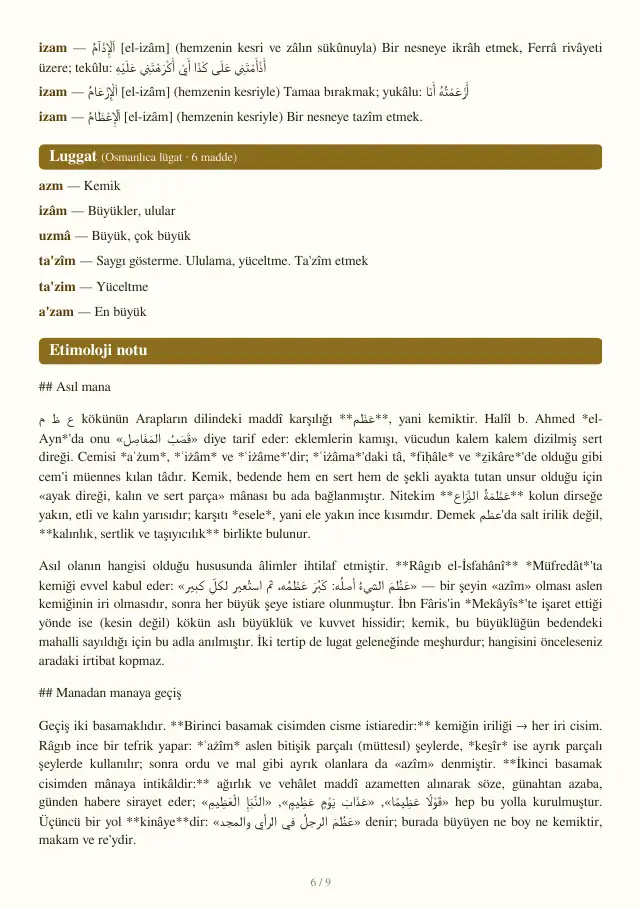 izam — اَلْإِذْآمُ [el-izâm] (hemzenin kesri ve zâlın sükûnuyla) Bir nesneye ikrâh etmek, Ferrâ rivâyeti
üzere; tekûlu: أَذْأَمْتَنِي عَلَى كَذَا أَيْ أَكْرَهْتَنِي عَلَيْهِ
izam — اَلْإِزْعَامُ [el-izâm] (hemzenin kesriyle) Tamaa bırakmak; yukâlu: أَزْعَمْتُهُ أَنَا
izam — اَلْإِعْظَامُ [el-izâm] (hemzenin kesriyle) Bir nesneye tazîm etmek.
Luggat (Osmanlıca lügat · 6 madde)
azm — Kemik
izâm — Büyükler, ulular
uzmâ — Büyük, çok büyük
ta'zîm — Saygı gösterme. Ululama, yüceltme. Ta'zîm etmek
ta'zim — Yüceltme
a'zam — En büyük
Etimoloji notu
## Asıl mana
ع ظ م kökünün Arapların dilindeki maddî karşılığı **عَظْم**, yani kemiktir. Halîl b. Ahmed *el-
Ayn*'da onu «قَصَبُ المَفَاصِل» diye tarif eder: eklemlerin kamışı, vücudun kalem kalem dizilmiş sert
direği. Cemisi *aʿżum*, *ʿiżâm* ve *ʿiżâme*'dir; *ʿiżâma*'daki tâ, *fiḥâle* ve *ẕikâre*'de olduğu gibi
cem'i müennes kılan tâdır. Kemik, bedende hem en sert hem de şekli ayakta tutan unsur olduğu için
«ayak direği, kalın ve sert parça» mânası bu ada bağlanmıştır. Nitekim **عَظْمَةُ الذِّرَاع** kolun dirseğe
yakın, etli ve kalın yarısıdır; karşıtı *esele*, yani ele yakın ince kısımdır. Demek عظم'da salt irilik değil,
**kalınlık, sertlik ve taşıyıcılık** birlikte bulunur.
Asıl olanın hangisi olduğu hususunda âlimler ihtilaf etmiştir. **Râgıb el-İsfahânî** *Müfredât*'ta
kemiği evvel kabul eder: «عَظُمَ الشيءُ أصلُه: كَبُرَ عَظْمُه، ثم استُعير لكلّ كبير» — bir şeyin «azîm» olması aslen
kemiğinin iri olmasıdır, sonra her büyük şeye istiare olunmuştur. İbn Fâris'in *Mekâyîs*'te işaret ettiği
yönde ise (kesin değil) kökün aslı büyüklük ve kuvvet hissidir; kemik, bu büyüklüğün bedendeki
mahalli sayıldığı için bu adla anılmıştır. İki tertip de lugat geleneğinde meşhurdur; hangisini önceleseniz
aradaki irtibat kopmaz.
## Manadan manaya geçiş
Geçiş iki basamaklıdır. **Birinci basamak cisimden cisme istiaredir:** kemiğin iriliği → her iri cisim.
Râgıb ince bir tefrik yapar: *ʿaẓîm* aslen bitişik parçalı (müttesıl) şeylerde, *keşîr* ise ayrık parçalı
şeylerde kullanılır; sonra ordu ve mal gibi ayrık olanlara da «azîm» denmiştir. **İkinci basamak
cisimden mânaya intikâldir:** ağırlık ve vehâlet maddî azametten alınarak söze, günahtan azaba,
günden habere sirayet eder; «قَوْلًا عَظِيمًا», «عَذَابَ يَوْمٍ عَظِيمٍ», «النَّبَإِ الْعَظِيمِ» hep bu yolla kurulmuştur.
Üçüncü bir yol **kinâye**dir: «عَظُمَ الرجلُ في الرأي والمجد» denir; burada büyüyen ne boy ne kemiktir,
makam ve re'ydir.
6 / 9